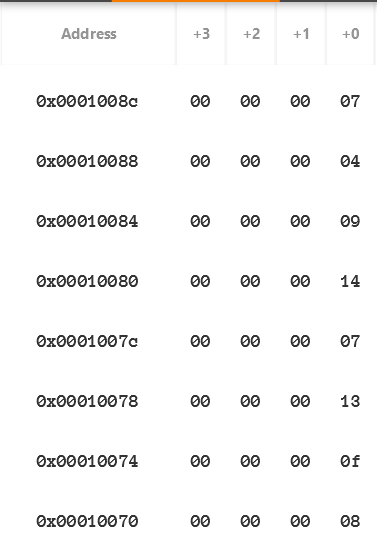 Address +3 +2 +1 +0
0x0001008c 00 00 00 07
0x00010088 00 00 00 04
0x00010084 00 00 00 09
0x00010080 00 00 00 14
0x0001007c 00 00 00 07
0x00010078 00 00 00 13
0x00010074 00 00 00 0f
0x00010070 00 00 00 08